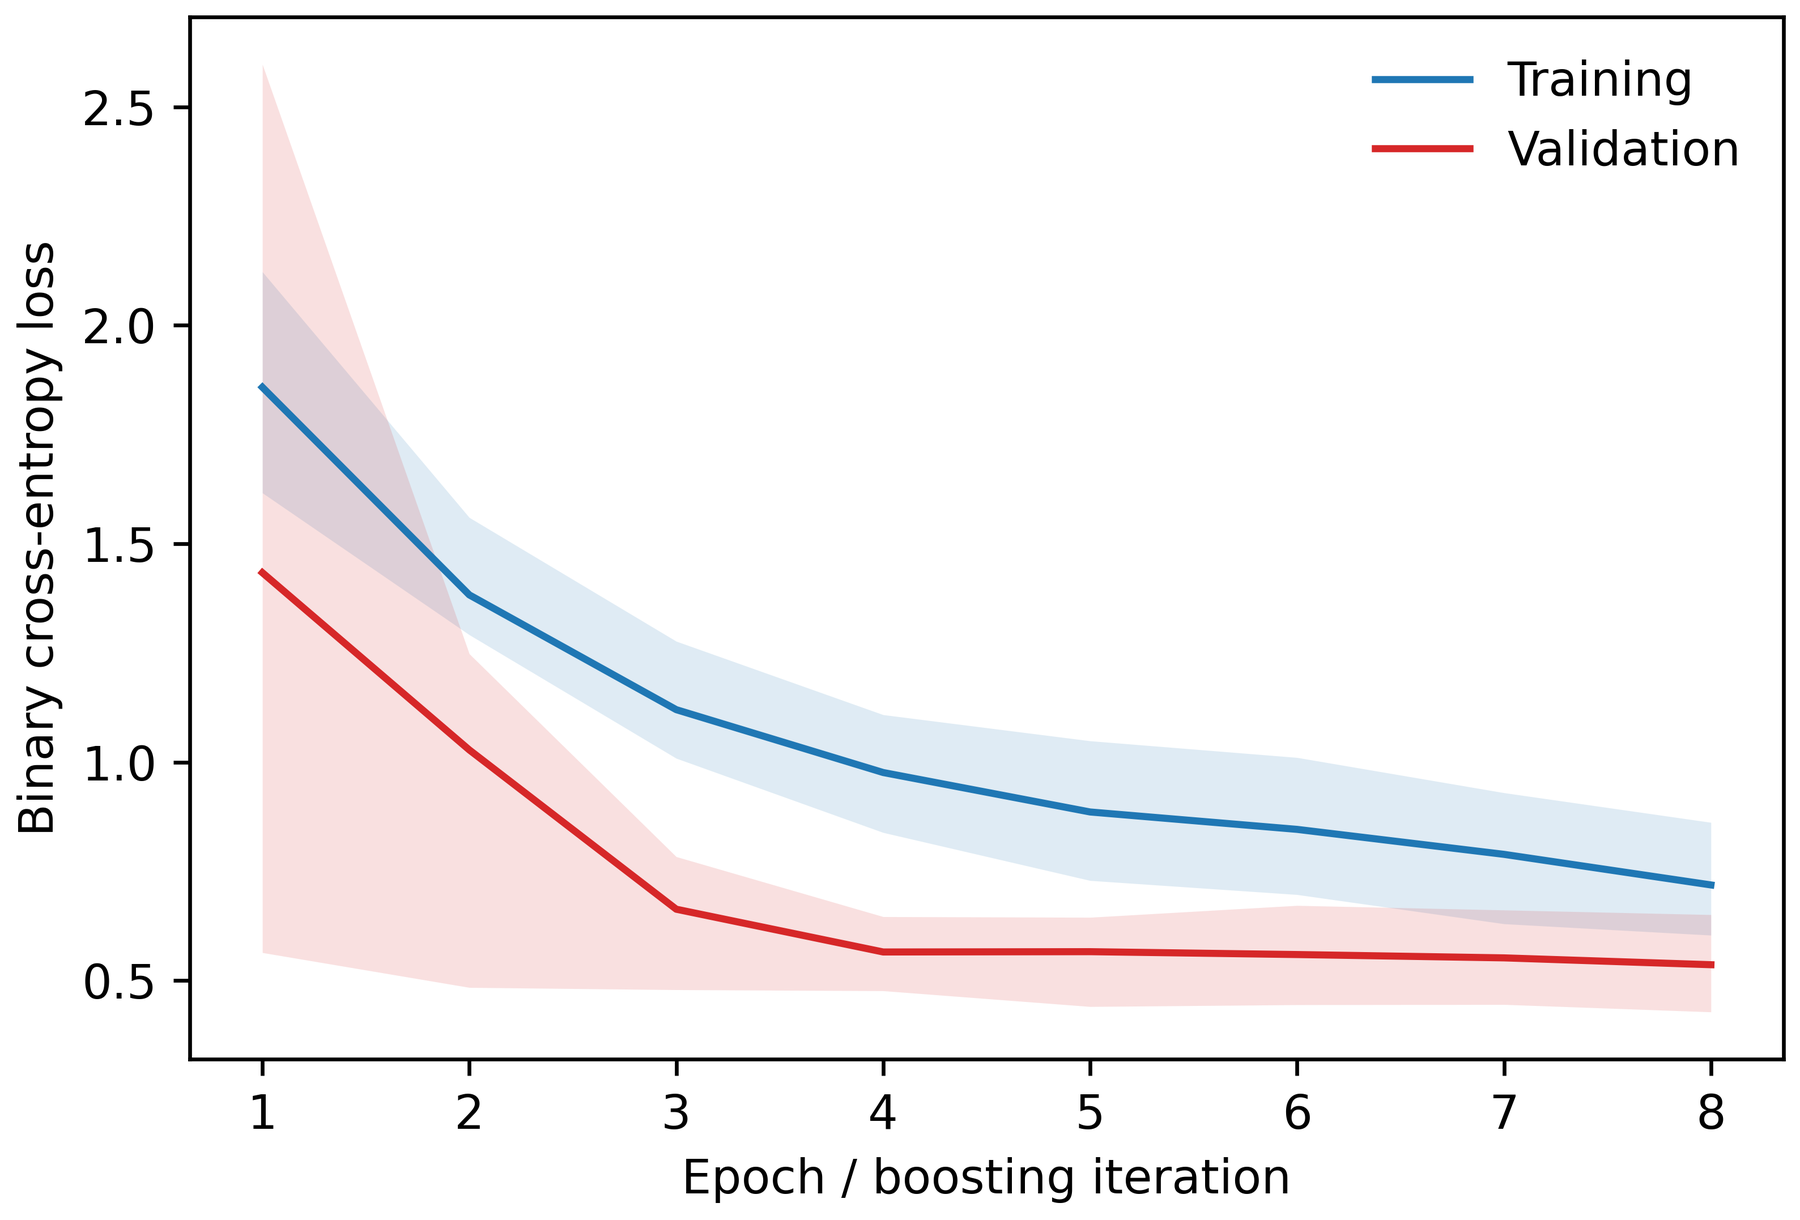 Training
Validation
Binary cross-entropy loss
2.5
2.0
1.5
1.0
0.5
1 2 3 4 5 6 7 8
Epoch / boosting iteration